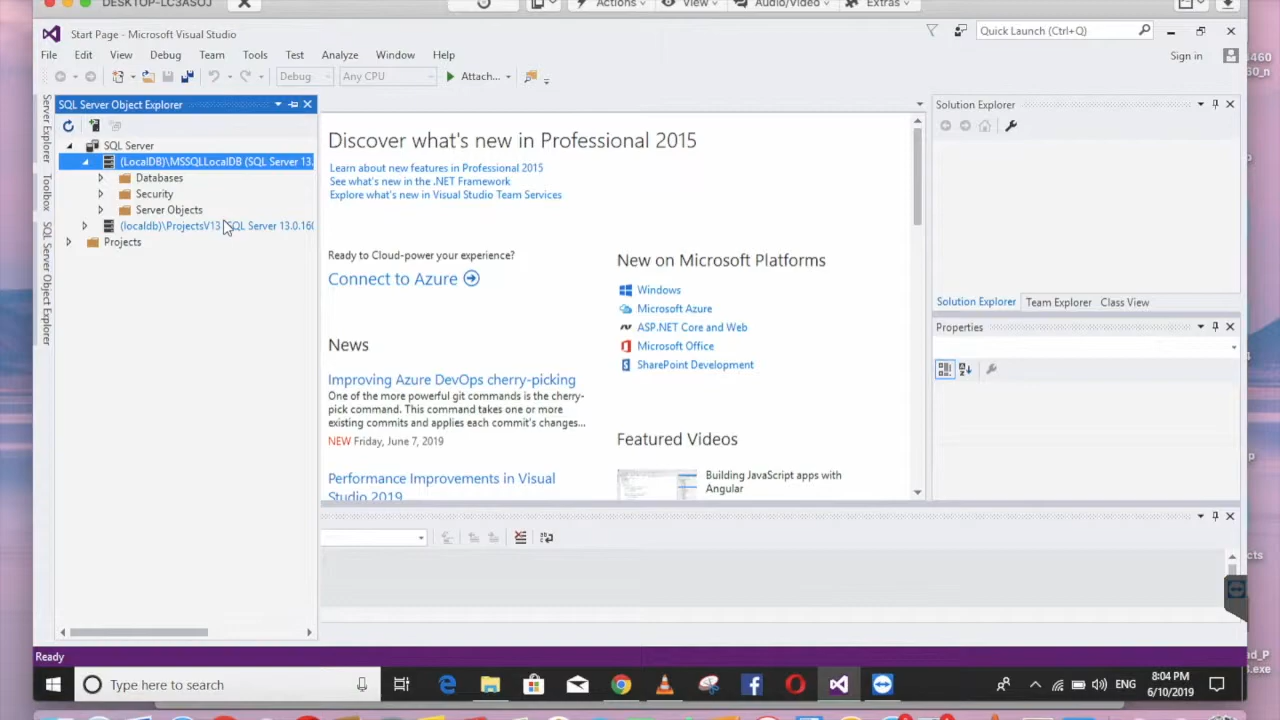 DESKTOP-LC3ASOJ
Actions
View
Audio/Video
Extras
Start Page - Microsoft Visual Studio
Quick Launch (Ctrl+Q)
File Edit View Debug Team Tools Test Analyze Window Help
Sign in
Debug
Any CPU
Attach...
Server Explorer
Toolbox
SQL Server Object Explorer
SQL Server Object Explorer
SQL Server
(LocalDB)\MSSQLLocalDB (SQL Server 13.
Databases
Security
Server Objects
(localdb)\ProjectsV13 SQL Server 13.0.160
Projects
Discover what's new in Professional 2015
Learn about new features in Professional 2015
See what's new in the .NET Framework
Explore what's new in Visual Studio Team Services
Ready to Cloud-power your experience?
Connect to Azure
News
Improving Azure DevOps cherry-picking
One of the more powerful git commands is the cherry-
pick command. This command takes one or more
existing commits and applies each commit's changes...
NEW Friday, June 7, 2019
Performance Improvements in Visual
Studio 2019
New on Microsoft Platforms
Windows
Microsoft Azure
ASP.NET Core and Web
Microsoft Office
SharePoint Development
Featured Videos
Building JavaScript apps with
Angular
Solution Explorer
Solution Explorer Team Explorer Class View
Properties
Ready
Type here to search
ENG
8:04 PM
6/10/2019